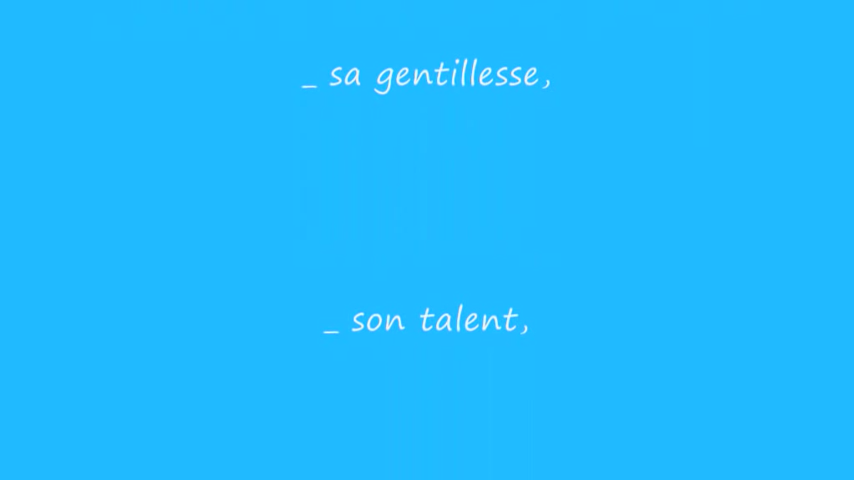 _ sa gentillesse,
_ son talent,